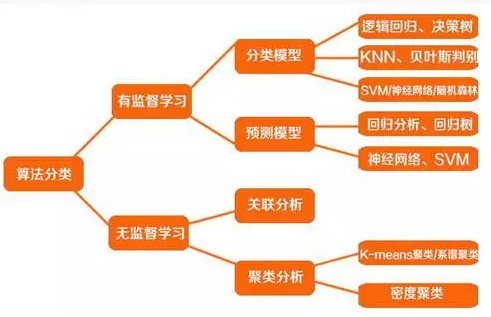 算法分类
有监督学习
分类模型
逻辑回归、决策树
KNN、贝叶斯判别
SVM/神经网络/随机森林
预测模型
回归分析、回归树
神经网络、SVM
无监督学习
关联分析
聚类分析
K-means聚类/系谱聚类
密度聚类